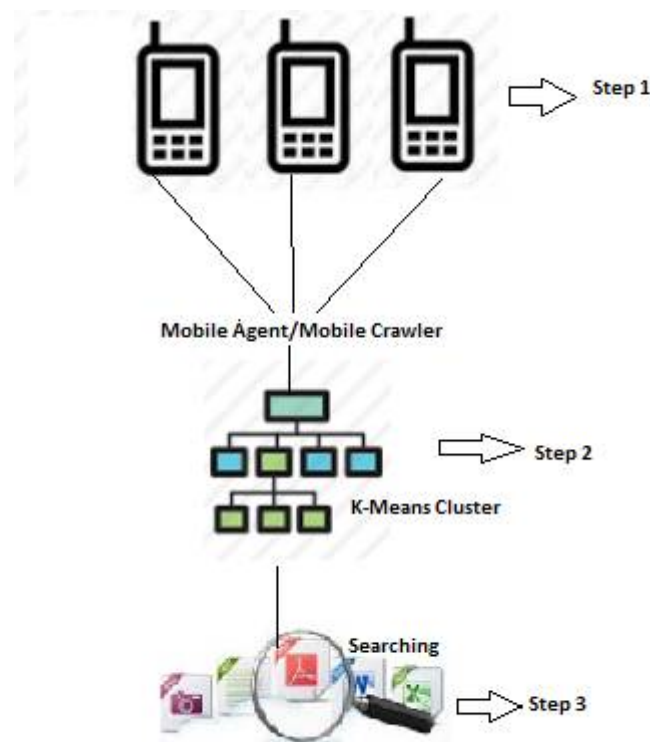 Step 1
Mobile Agent/Mobile Crawler
Step 2
K-Means Cluster
Searching
Step 3